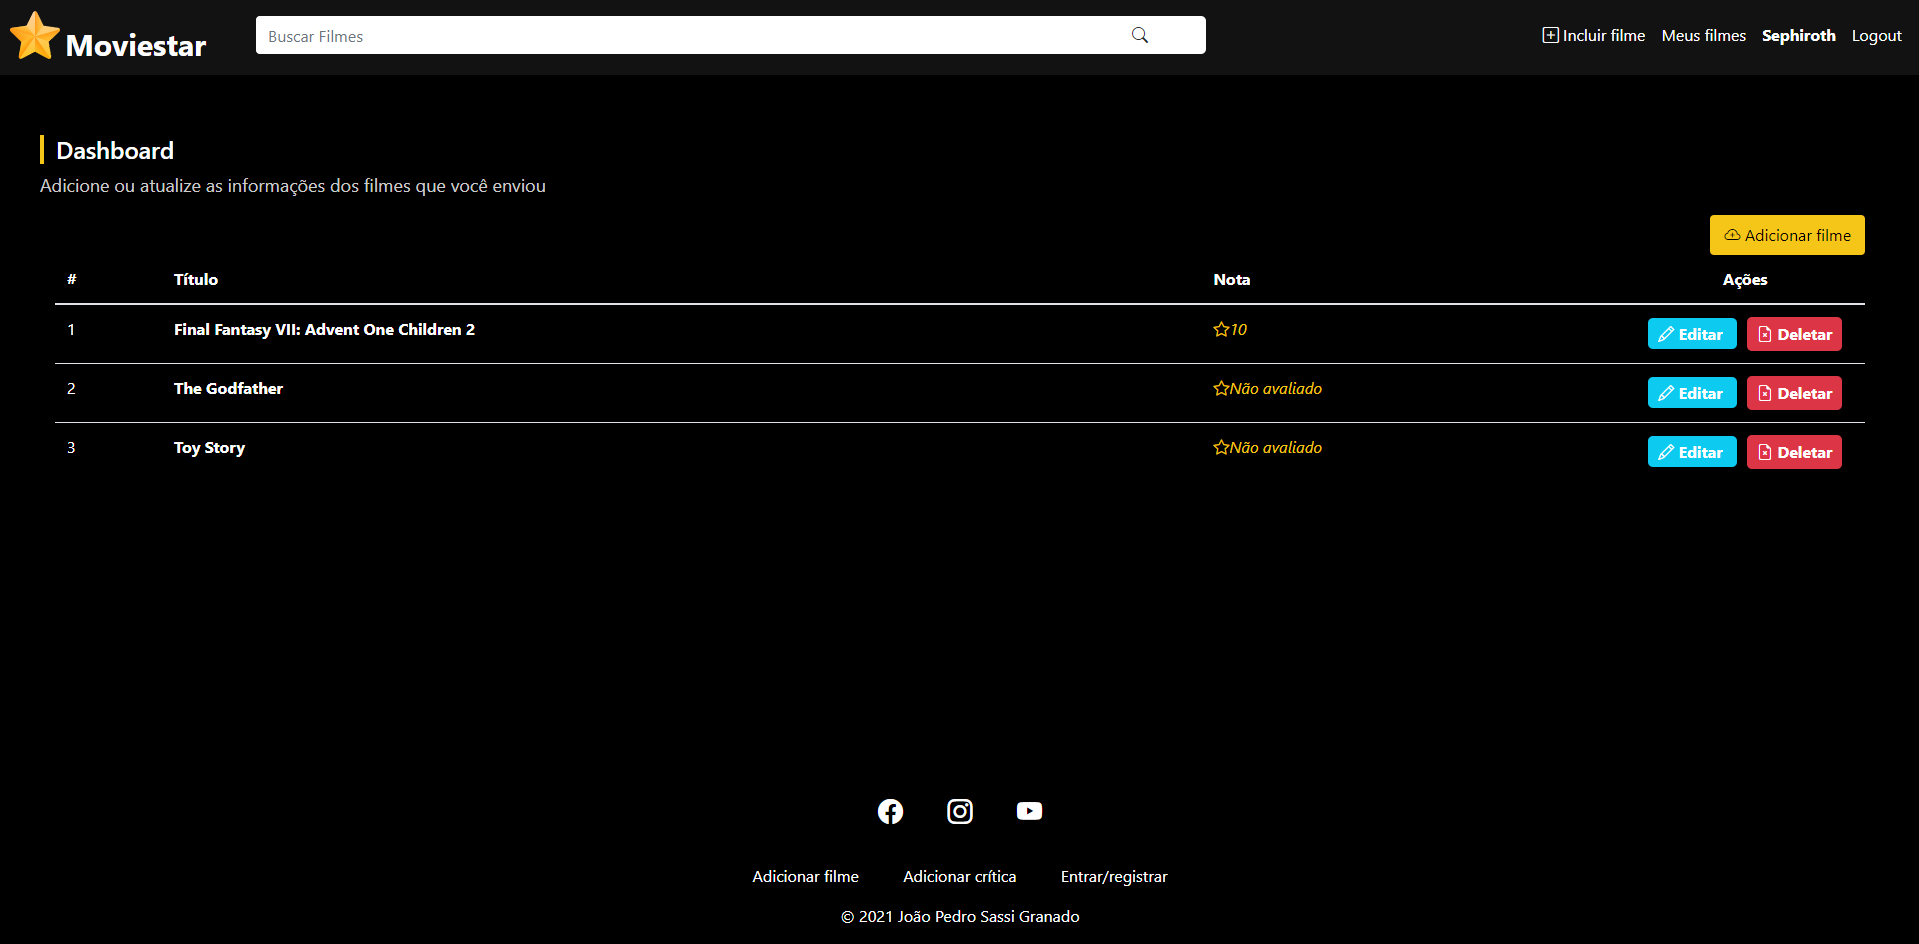 Moviestar
Buscar Filmes
Incluir filme Meus filmes Sephiroth Logout
Dashboard
Adicione ou atualize as informações dos filmes que você enviou
Adicionar filme
# Título Nota Ações
1 Final Fantasy VII: Advent One Children 2 10 Editar Deletar
2 The Godfather Não avaliado Editar Deletar
3 Toy Story Não avaliado Editar Deletar
Adicionar filme Adicionar crítica Entrar/registrar
© 2021 João Pedro Sassi Granado